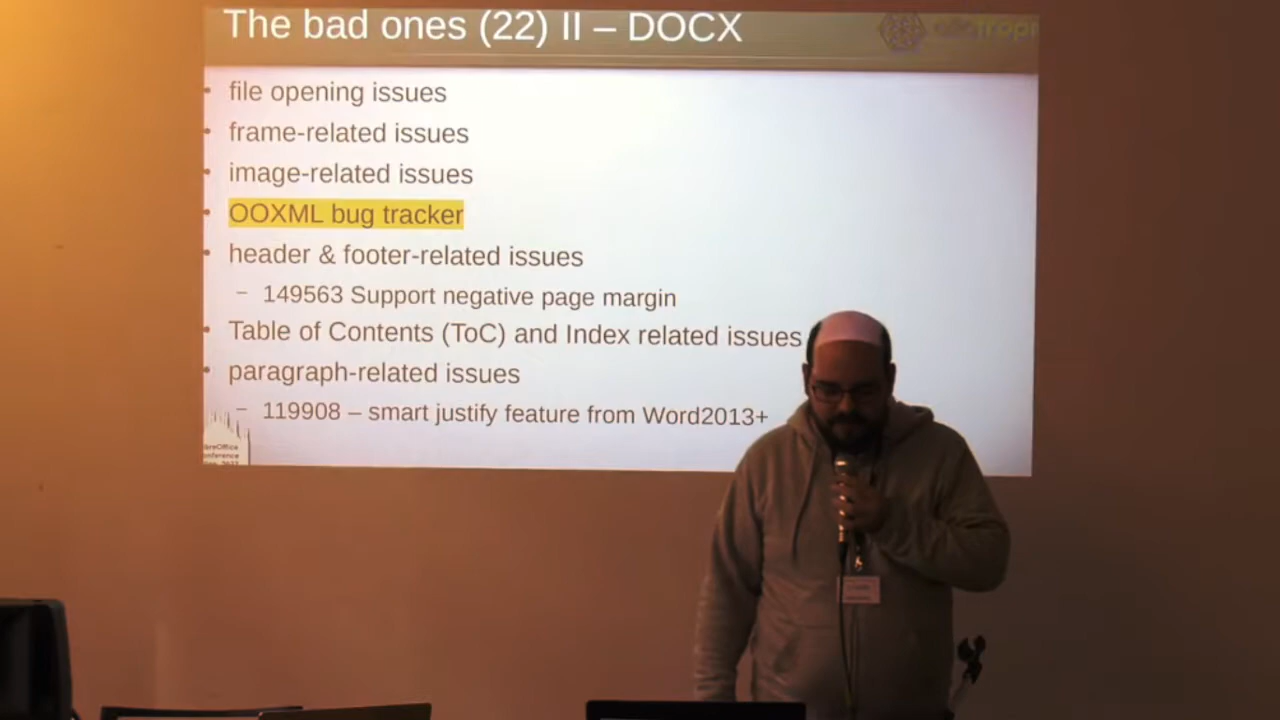 The bad ones (22) II – DOCX
file opening issues
frame-related issues
image-related issues
OOXML bug tracker
header & footer-related issues
– 149563 Support negative page margin
Table of Contents (ToC) and Index related issues
paragraph-related issues
– 119908 – smart justify feature from Word2013+